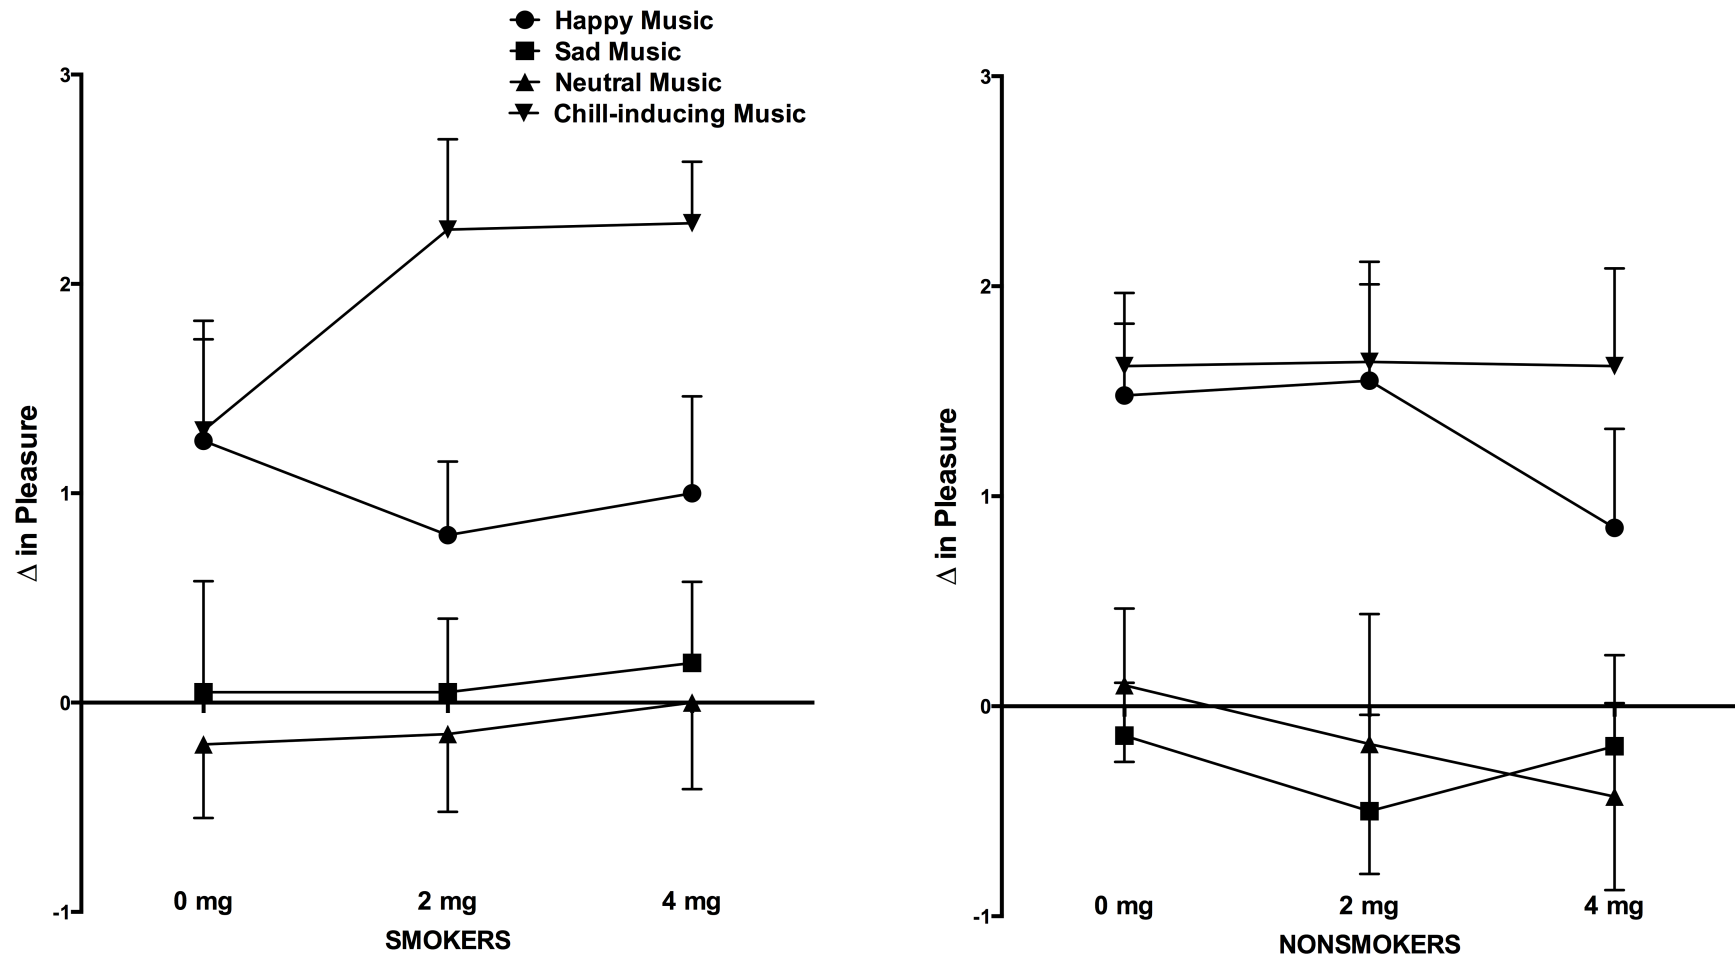 Happy Music
Sad Music
Neutral Music
Chill-inducing Music
3
2
1
0
-1
Δ in Pleasure
0 mg
2 mg
4 mg
SMOKERS
3
2
1
0
-1
Δ in Pleasure
0 mg
2 mg
4 mg
NONSMOKERS